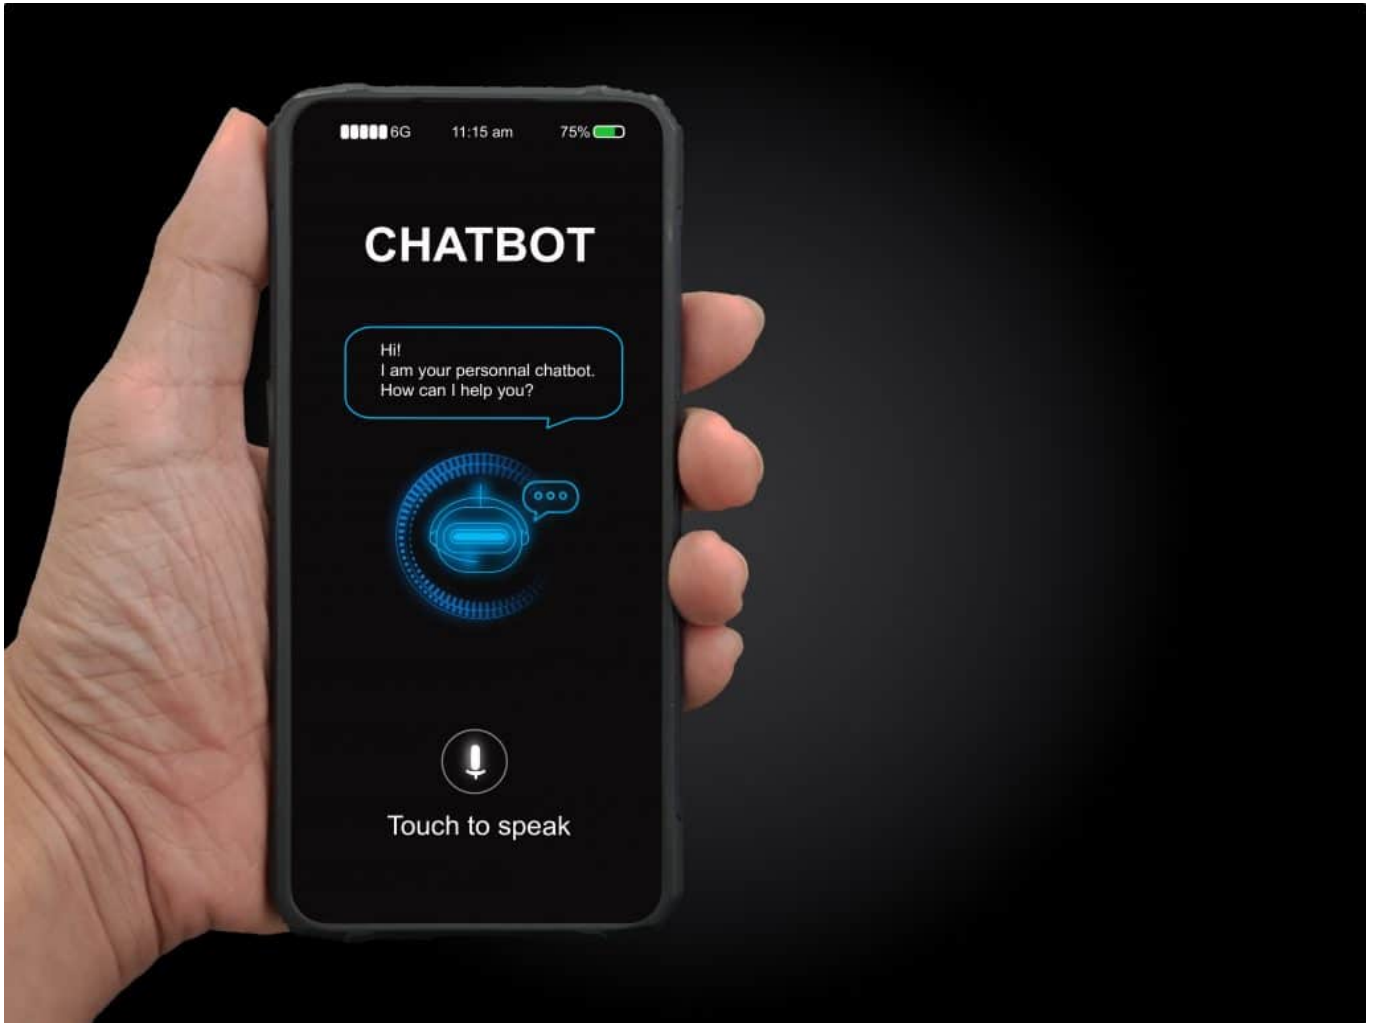 6G 11:15 am 75%
CHATBOT
Hi!
I am your personnal chatbot.
How can I help you?
Touch to speak